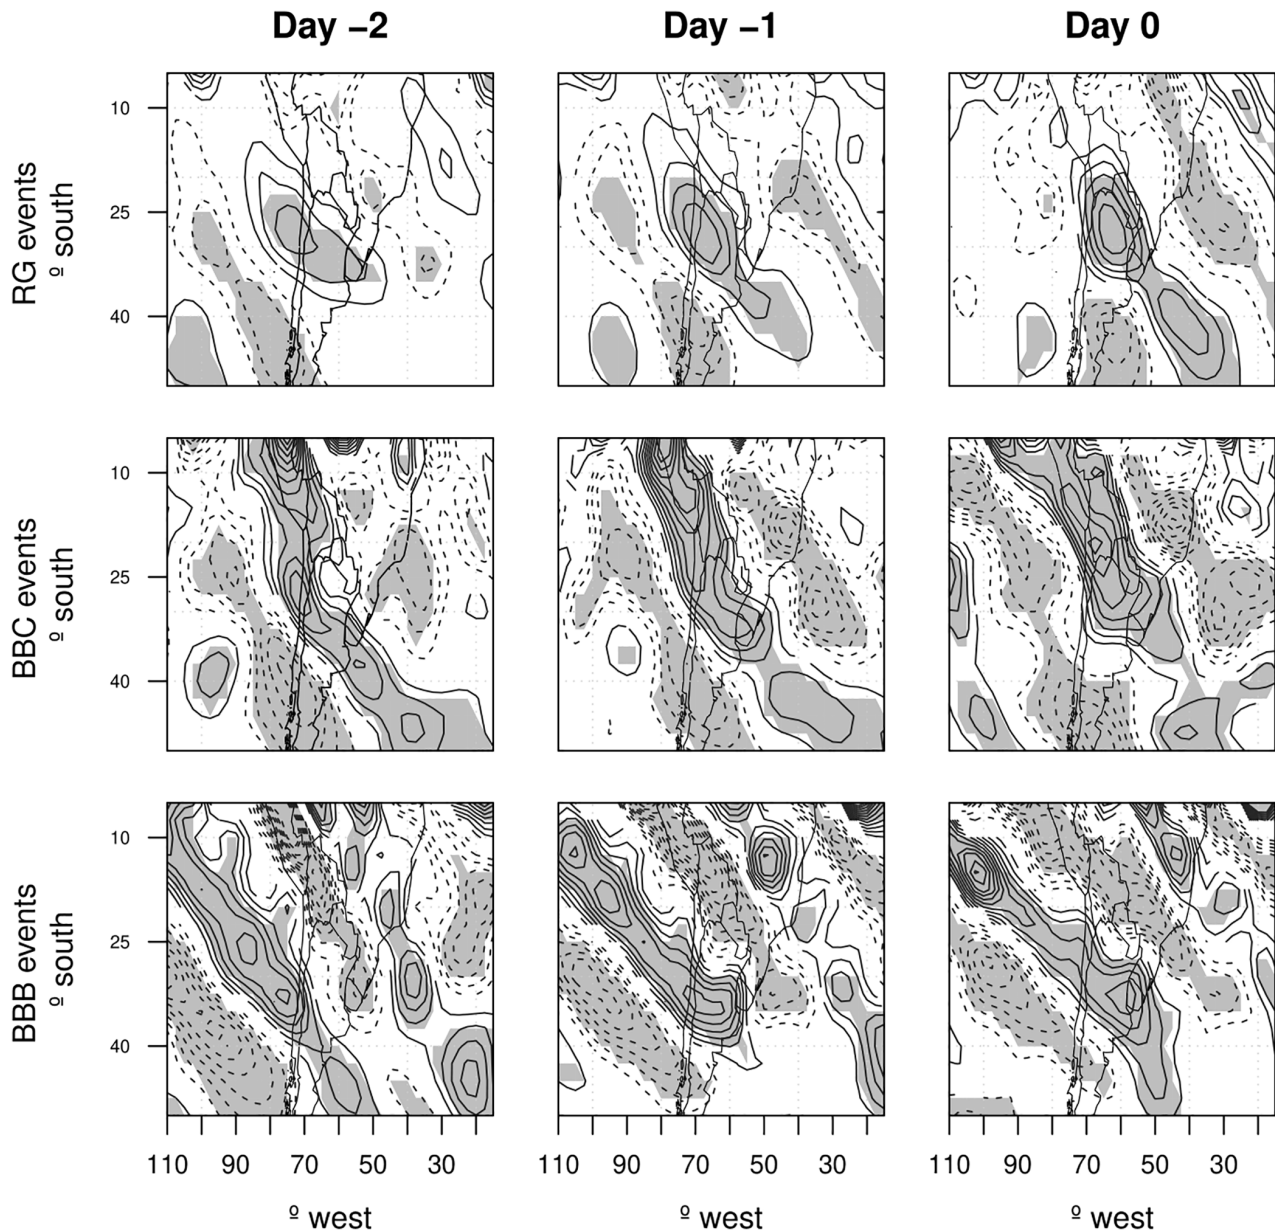 Day −2 Day −1 Day 0
RG events
º south
10
25
40
BBC events
º south
10
25
40
BBB events
º south
10
25
40
110 90 70 50 30 110 90 70 50 30 110 90 70 50 30
º west º west º west